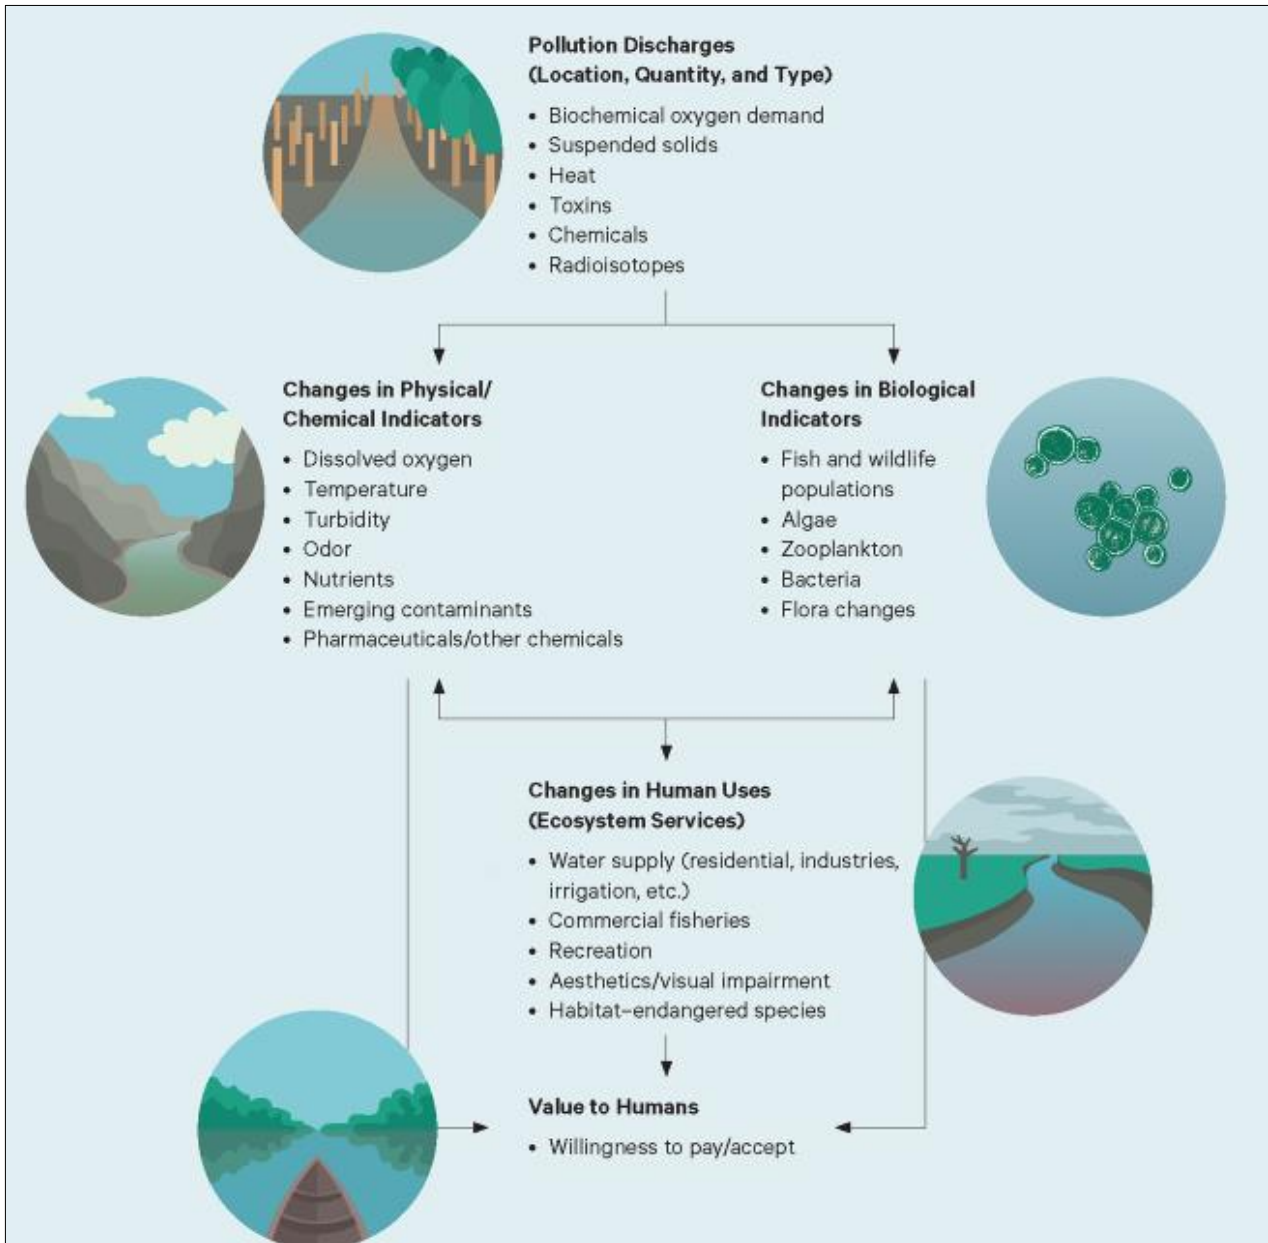 Pollution Discharges
(Location, Quantity, and Type)
• Biochemical oxygen demand
• Suspended solids
• Heat
• Toxins
• Chemicals
• Radioisotopes
Changes in Physical/
Chemical Indicators
• Dissolved oxygen
• Temperature
• Turbidity
• Odor
• Nutrients
• Emerging contaminants
• Pharmaceuticals/other chemicals
Changes in Biological
Indicators
• Fish and wildlife
populations
• Algae
• Zooplankton
• Bacteria
• Flora changes
Changes in Human Uses
(Ecosystem Services)
• Water supply (residential, industries,
irrigation, etc.)
• Commercial fisheries
• Recreation
• Aesthetics/visual impairment
• Habitat–endangered species
Value to Humans
• Willingness to pay/accept